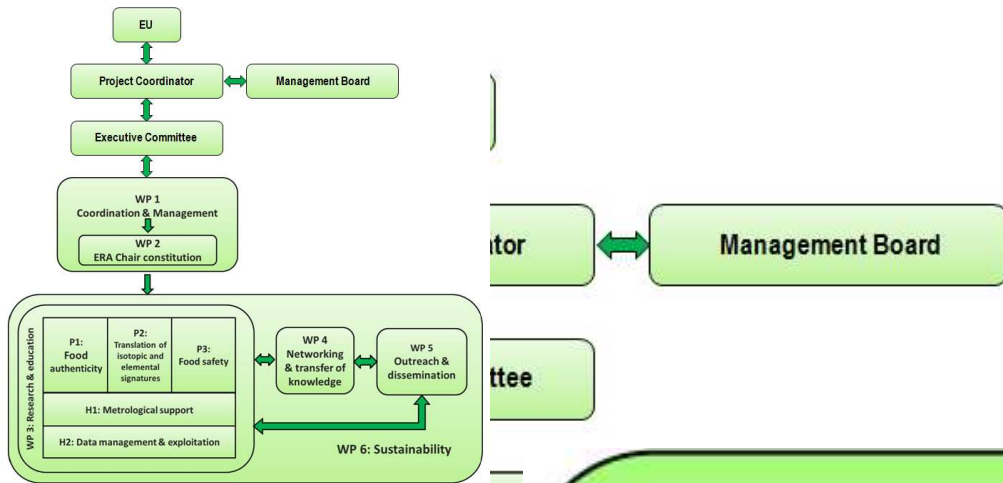 EU
Project Coordinator
Management Board
Executive Committee
WP 1
Coordination & Management
WP 2
ERA Chair constitution
WP 3: Research & education
P1:
Food
authenticity
P2:
Translation of
isotopic and
elemental
signatures
P3:
Food safety
H1: Metrological support
H2: Data management & exploitation
WP 4
Networking
& transfer of
knowledge
WP 5
Outreach &
dissemination
WP 6: Sustainability
ator
Management Board
ttee